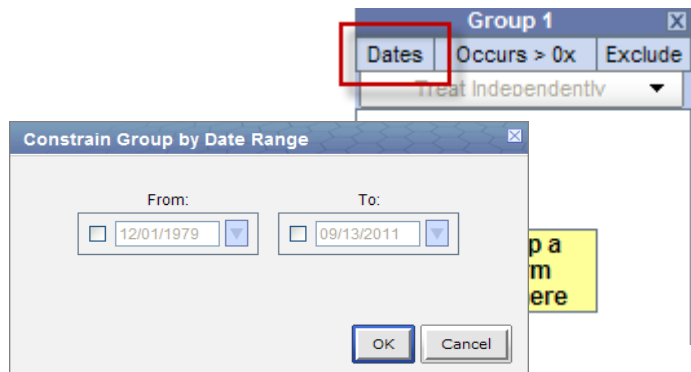 Group 1
Dates Occurs > 0x Exclude
Treat Independently
Constrain Group by Date Range
From: To:
12/01/1979 09/13/2011
p a
rm
ere
OK Cancel